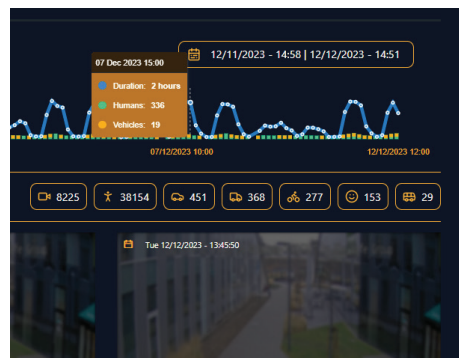 12/11/2023 - 14:58 | 12/12/2023 - 14:51
07 Dec 2023 15:00
Duration: 2 hours
Humans: 336
Vehicles: 19
07/12/2023 10:00 12/12/2023 12:00
8225 38154 451 368 277 153 29
Tue 12/12/2023 - 13:45:50